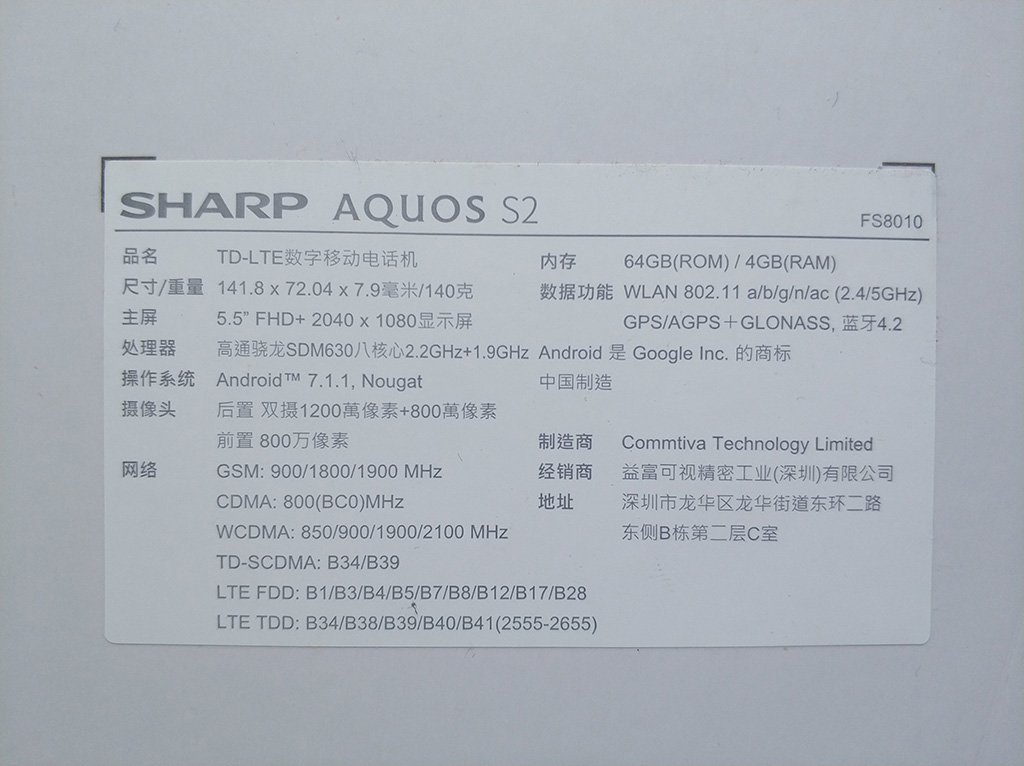 SHARP AQUOS S2
FS8010
品名 TD-LTE数字移动电话机
尺寸/重量 141.8 x 72.04 x 7.9毫米/140克
主屏 5.5” FHD+ 2040 x 1080显示屏
处理器 高通骁龙SDM630八核心2.2GHz+1.9GHz
操作系统 Android™ 7.1.1, Nougat
摄像头 后置 双摄1200萬像素+800萬像素
前置 800万像素
网络 GSM: 900/1800/1900 MHz
CDMA: 800(BC0)MHz
WCDMA: 850/900/1900/2100 MHz
TD-SCDMA: B34/B39
LTE FDD: B1/B3/B4/B5/B7/B8/B12/B17/B28
LTE TDD: B34/B38/B39/B40/B41(2555-2655)
内存 64GB(ROM) / 4GB(RAM)
数据功能 WLAN 802.11 a/b/g/n/ac (2.4/5GHz)
GPS/AGPS＋GLONASS, 蓝牙4.2
Android 是 Google Inc. 的商标
中国制造
制造商 Commtiva Technology Limited
经销商 益富可视精密工业(深圳)有限公司
地址 深圳市龙华区龙华街道东环二路
东侧B栋第二层C室